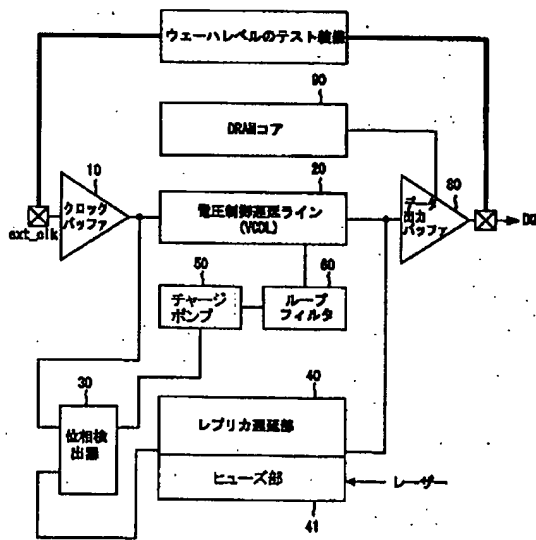 ウェーハレベルのテスト装置
90
DRAMコア
10
クロック
バッファ
ext_clk
20
電圧制御遅延ライン
(VCDL)
データ
出力
バッファ
80
DQ
50
チャージ
ポンプ
60
ループ
フィルタ
30
位相検
出器
40
レプリカ遅延部
ヒューズ部
41
レーザー